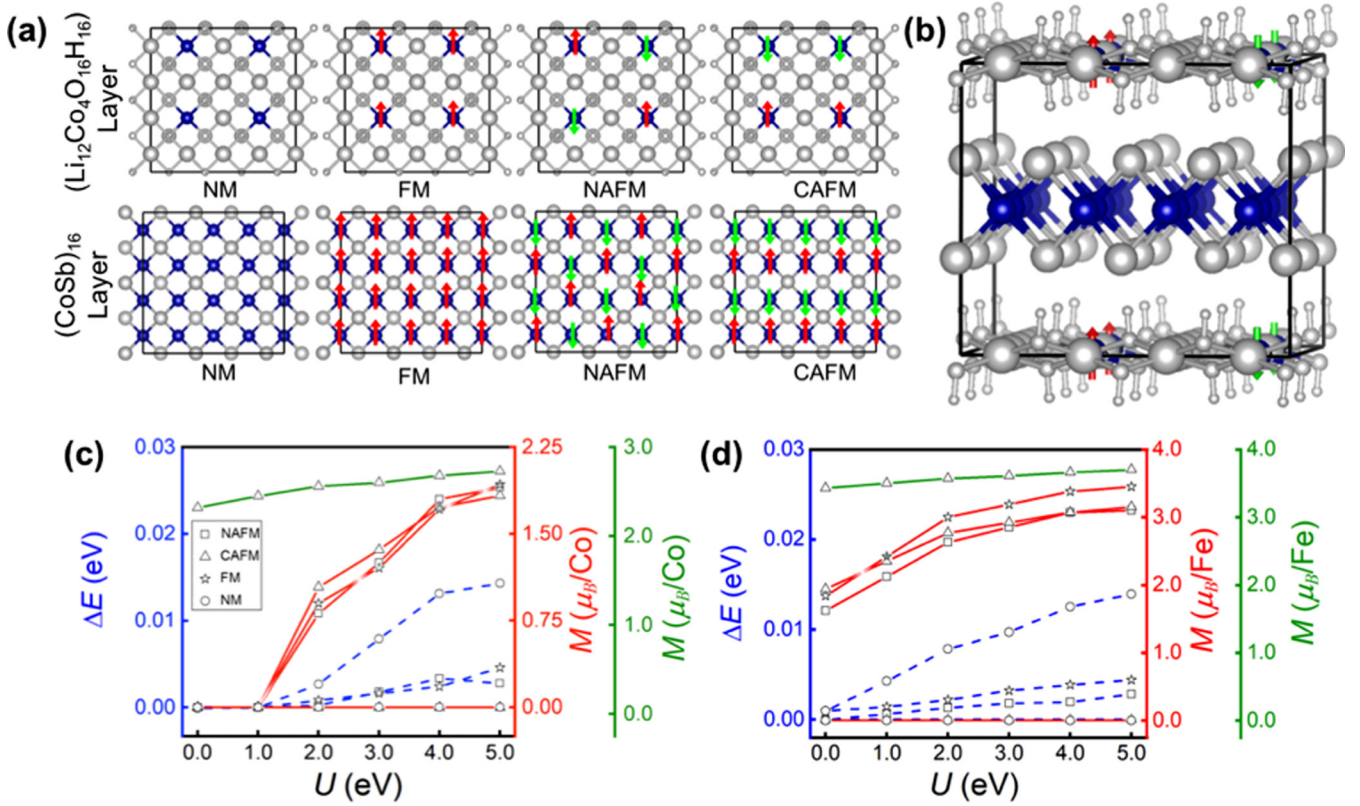 (a)
(Li₁₂Co₄O₁₆H₁₆)
Layer
NM
FM
NAFM
CAFM
(CoSb)₁₆
Layer
NM
FM
NAFM
CAFM
(b)
(c)
0.03
0.02
0.01
0.00
ΔE (eV)
NAFM
CAFM
FM
NM
2.25
1.50
0.75
0.00
M (μB/Co)
3.0
2.0
1.0
0.0
M (μB/Co)
0.0 1.0 2.0 3.0 4.0 5.0
U (eV)
(d)
0.03
0.02
0.01
0.00
ΔE (eV)
4.0
3.0
2.0
1.0
0.0
M (μB/Fe)
4.0
3.0
2.0
1.0
0.0
M (μB/Fe)
0.0 1.0 2.0 3.0 4.0 5.0
U (eV)